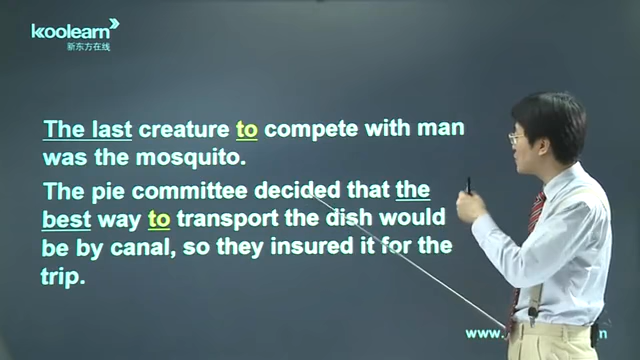 koolearn
新东方在线
The last creature to compete with man
was the mosquito.
The pie committee decided that the
best way to transport the dish would
be by canal, so they insured it for the
trip.
www.